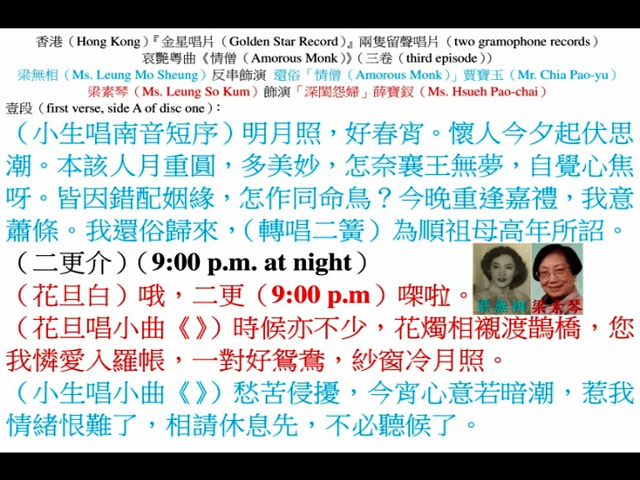 香港（Hong Kong）『金星唱片（Golden Star Record）』兩隻留聲唱片（two gramophone records）
哀艷粵曲《情僧（Amorous Monk）》（三卷（third episode））
梁無相（Ms. Leung Mo Sheung）反串飾演 還俗「情僧（Amorous Monk）」賈寶玉（Mr. Chia Pao-yu）
梁素琴（Ms. Leung So Kum）飾演「深閨怨婦」薛寶釵（Ms. Hsueh Pao-chai）
壹段（first verse, side A of disc one）：
（小生唱南音短序）明月照，好春宵。懷人今夕起伏思
潮。本該人月重圓，多美妙，怎奈襄王無夢，自覺心焦
呀。皆因錯配姻緣，怎作同命鳥？今晚重逢嘉禮，我意
蕭條。我還俗歸來，（轉唱二簧）為順祖母高年所詔。
（二更介）（9:00 p.m. at night）
（花旦白）哦，二更（9:00 p.m）㗎啦。
（花旦唱小曲《》）時候亦不少，花燭相襯渡鵲橋，您
我憐愛入羅帳，一對好鴛鴦，紗窗冷月照。
（小生唱小曲《》）愁苦侵擾，今宵心意若暗潮，惹我
情緒恨難了，相請休息先，不必聽候了。
梁無相 梁素琴